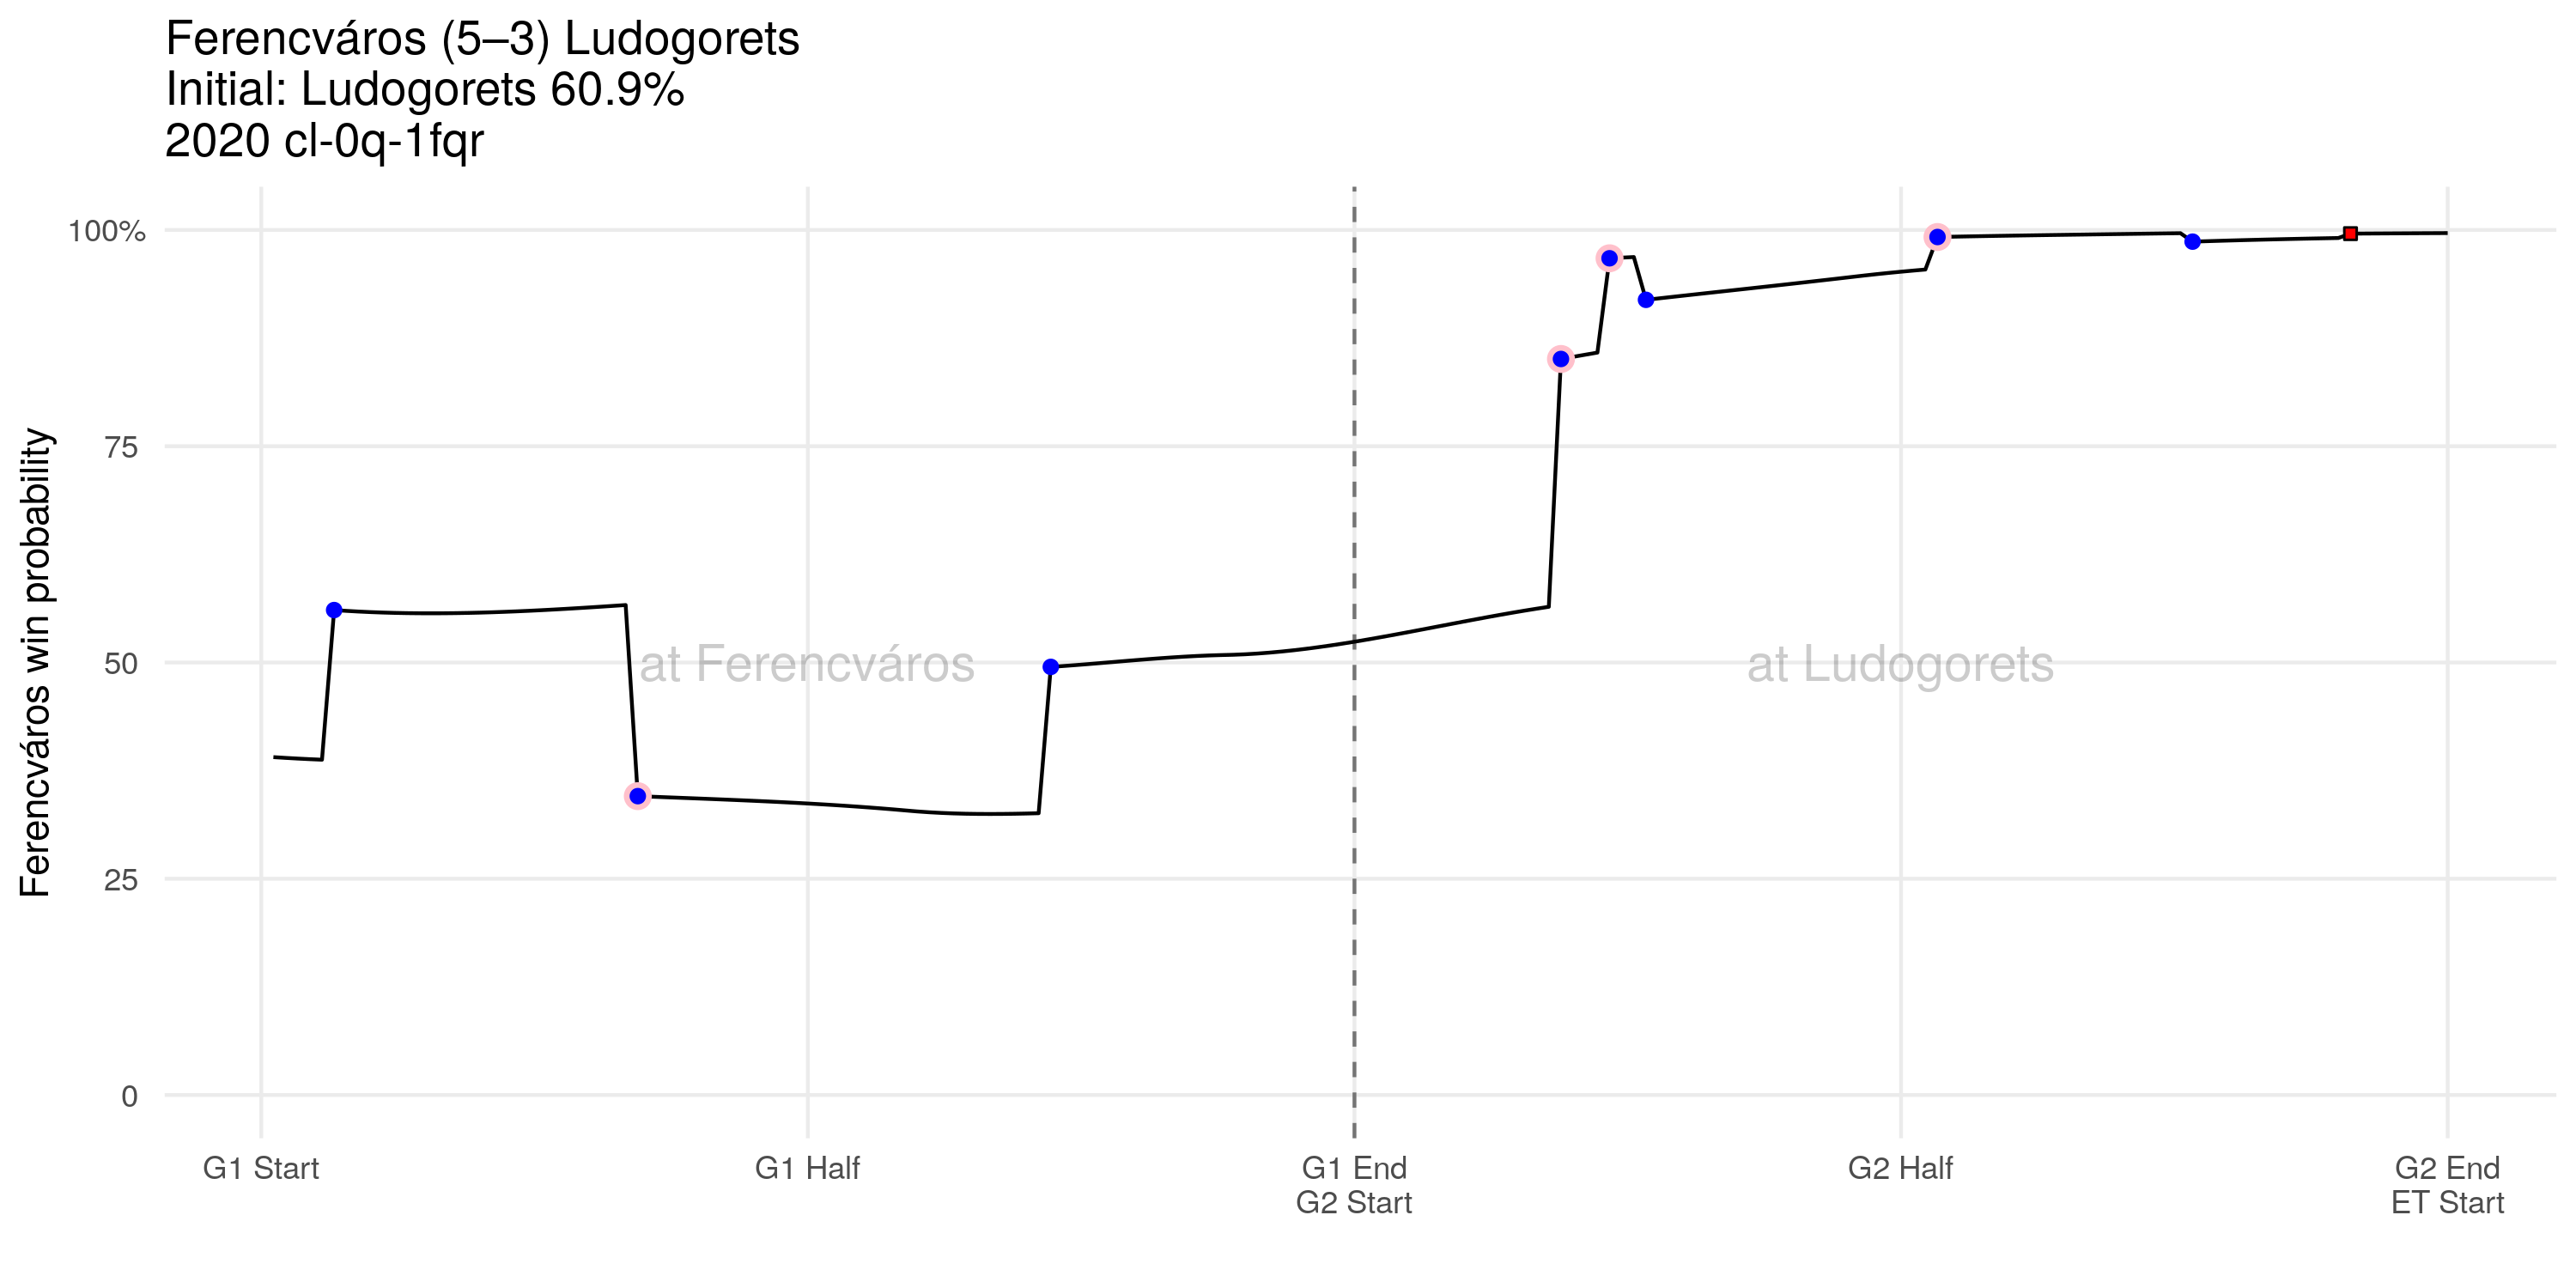 Ferencváros (5–3) Ludogorets
Initial: Ludogorets 60.9%
2020 cl-0q-1fqr
Ferencváros win probability
100%
75
50
25
0
at Ferencváros
at Ludogorets
G1 Start
G1 Half
G1 End
G2 Start
G2 Half
G2 End
ET Start